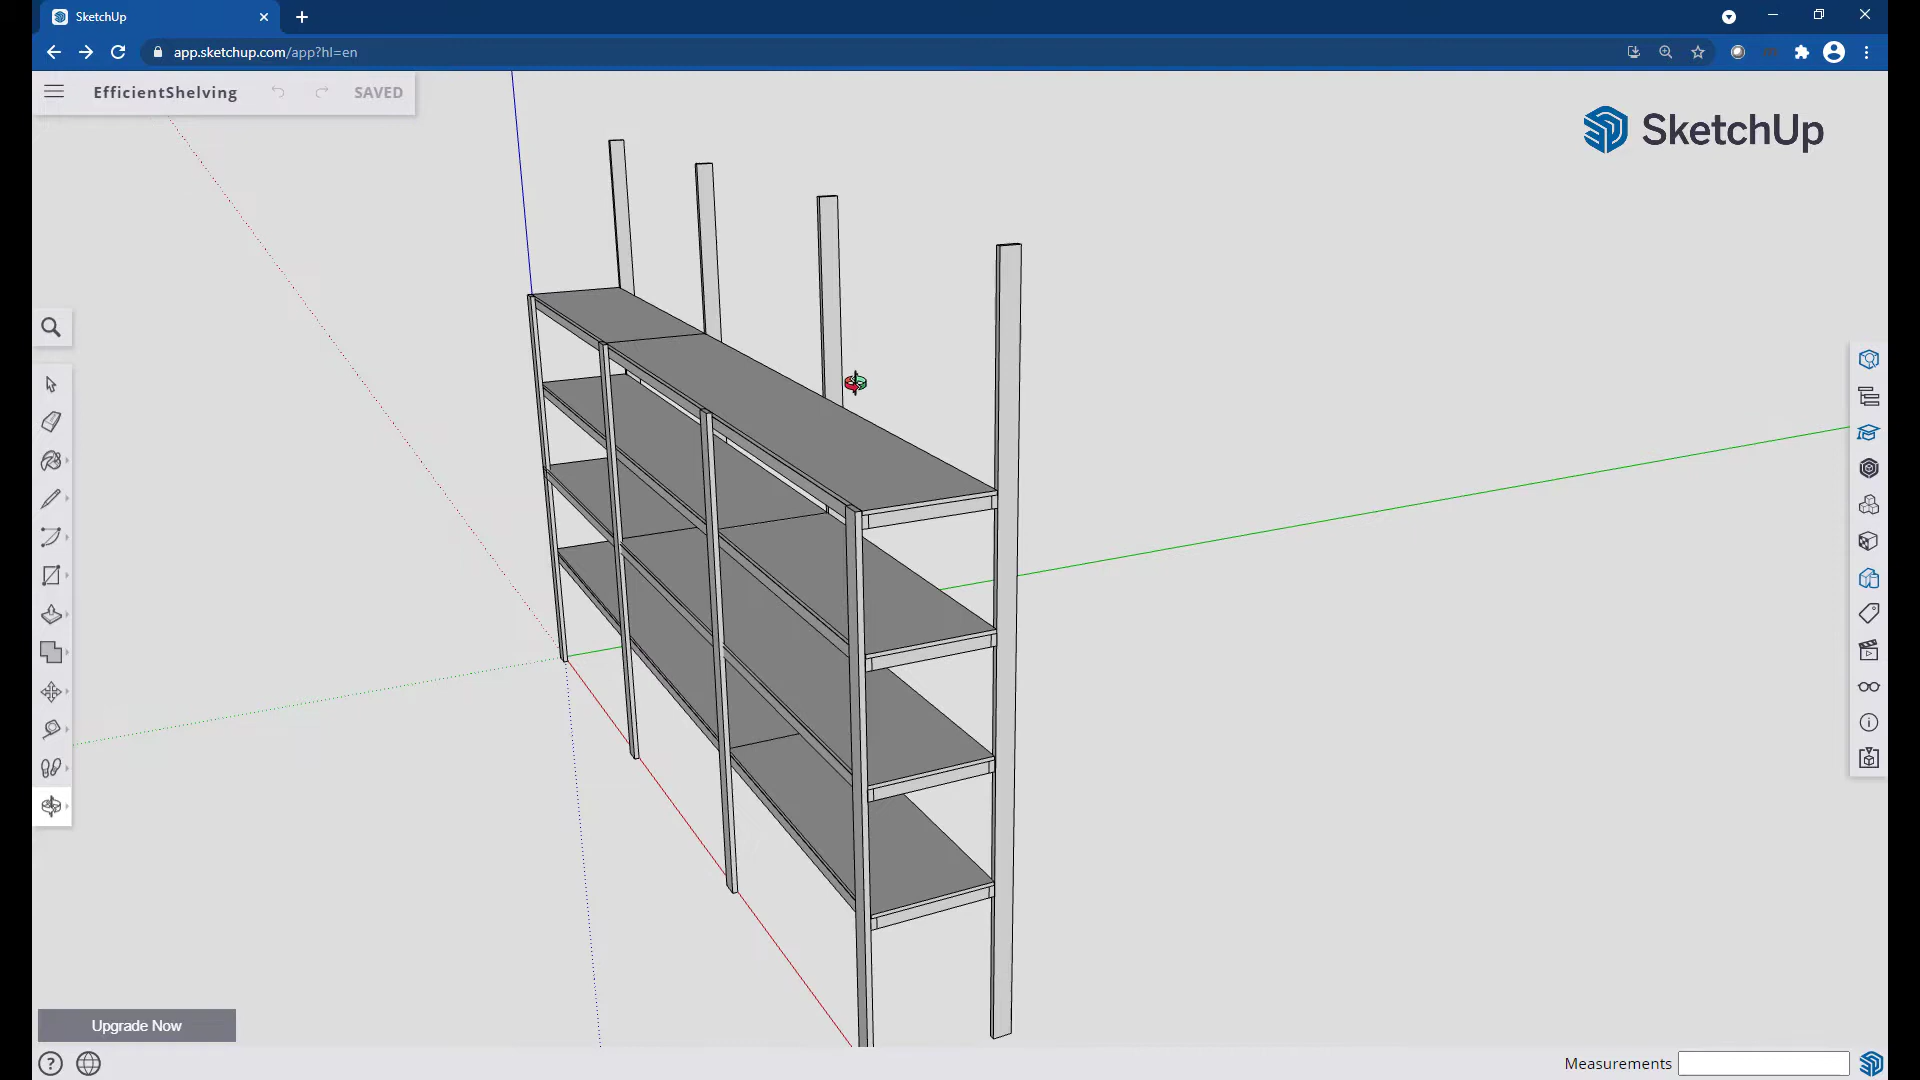 SketchUp
app.sketchup.com/app?hl=en
EfficientShelving
SAVED
SketchUp
Upgrade Now
Measurements